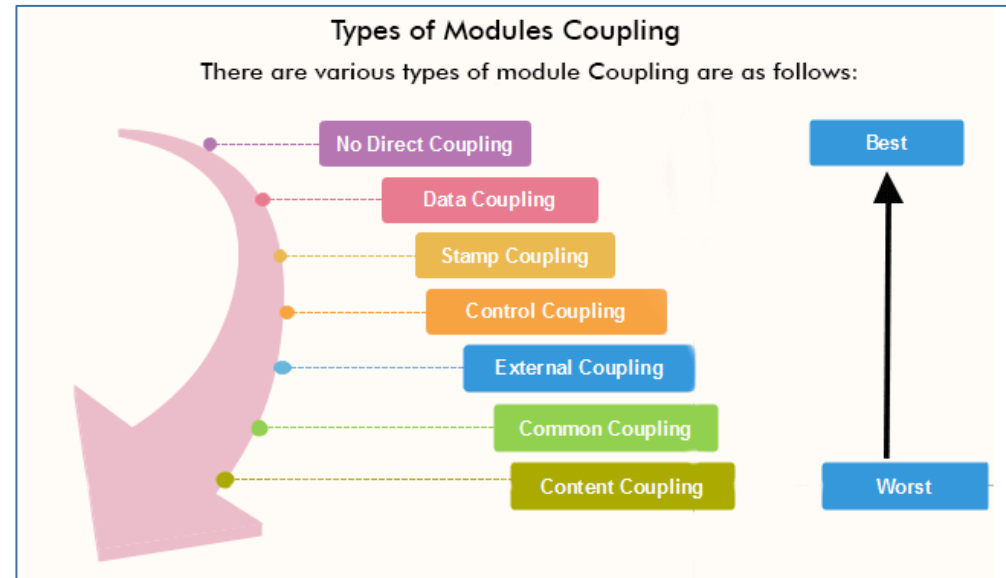 Types of Modules Coupling
There are various types of module Coupling are as follows:
No Direct Coupling
Best
Data Coupling
Stamp Coupling
Control Coupling
External Coupling
Common Coupling
Content Coupling
Worst